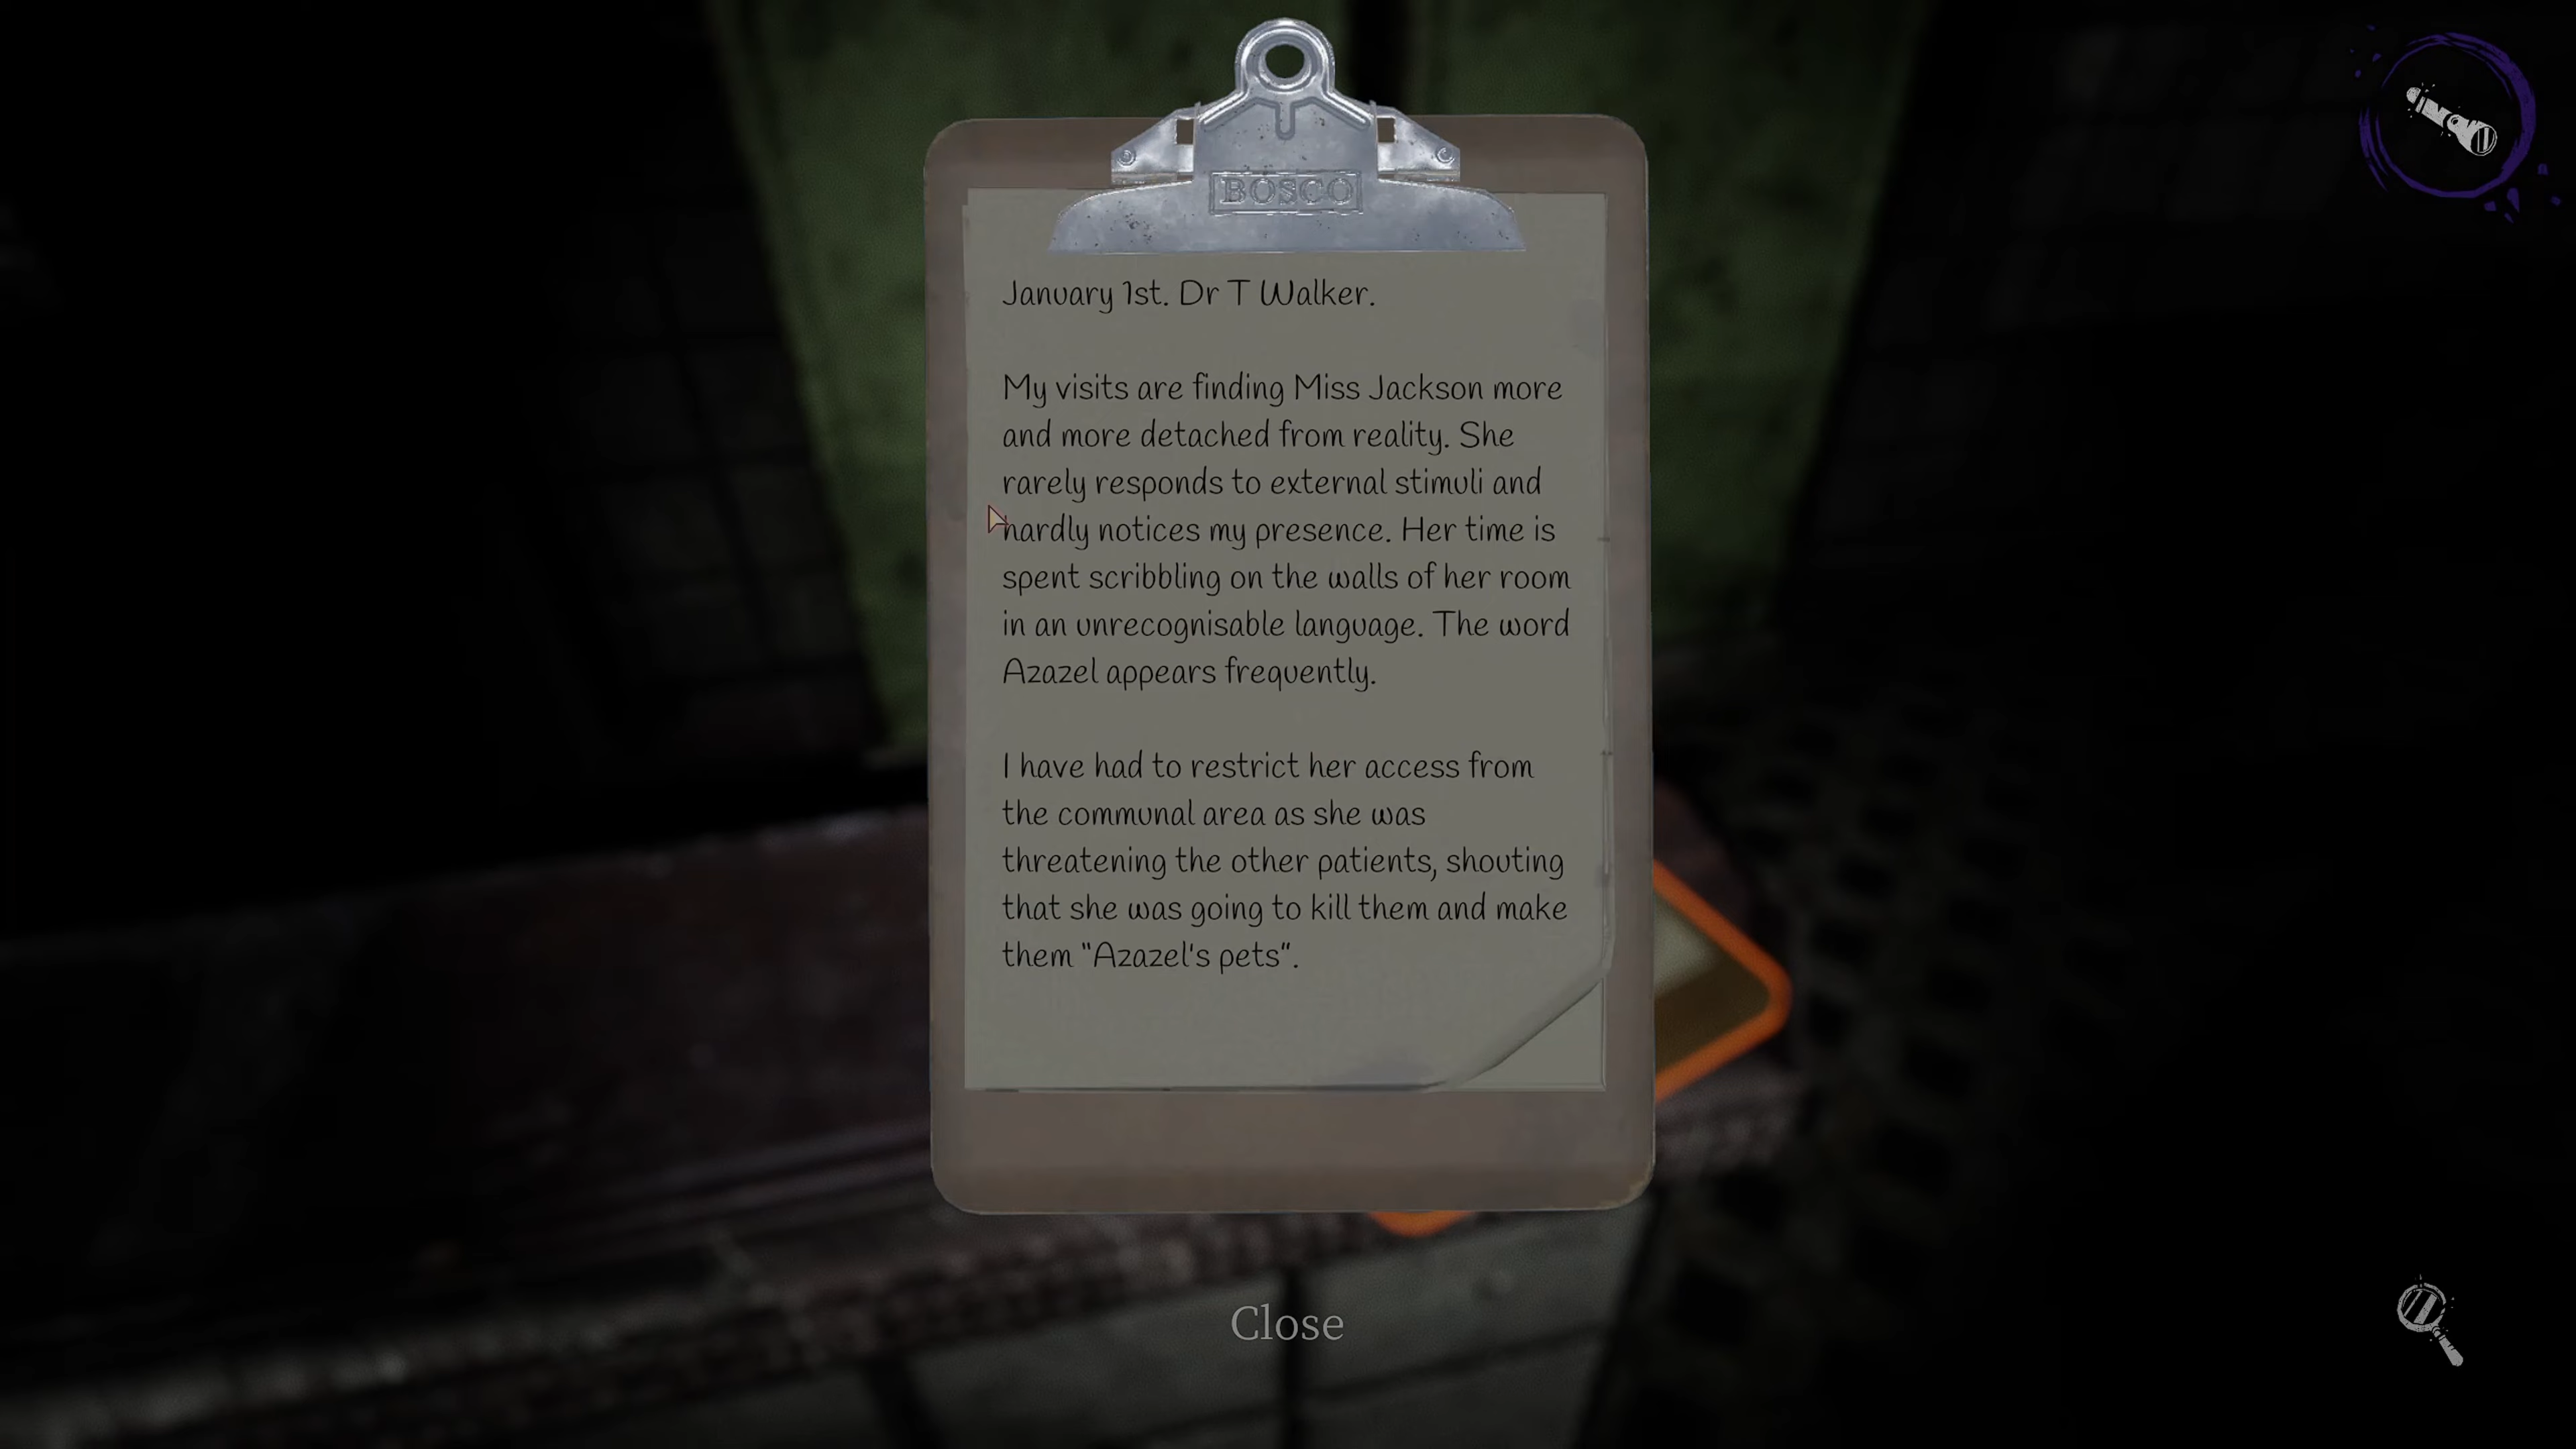 BOSCO
January 1st. Dr T Walker.
My visits are finding Miss Jackson more
and more detached from reality. She
rarely responds to external stimuli and
hardly notices my presence. Her time is
spent scribbling on the walls of her room
in an unrecognisable language. The word
Azazel appears frequently.
I have had to restrict her access from
the communal area as she was
threatening the other patients, shouting
that she was going to kill them and make
them "Azazel's pets".
Close